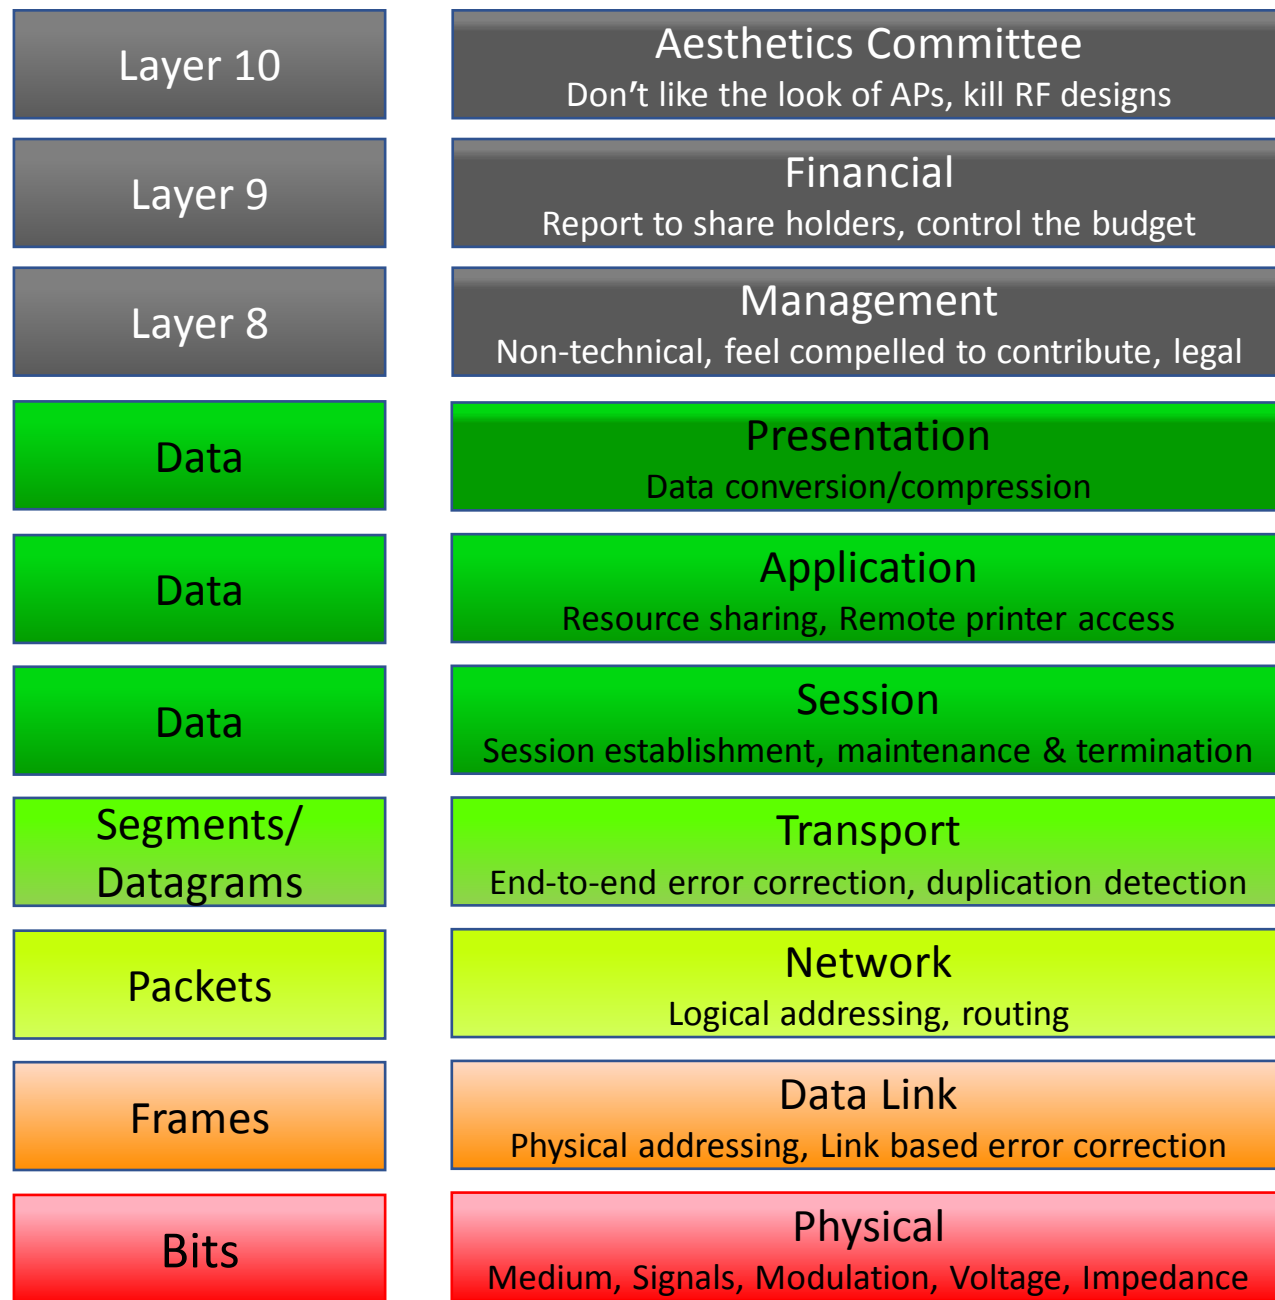 Layer 10
Aesthetics Committee
Don't like the look of APs, kill RF designs
Layer 9
Financial
Report to share holders, control the budget
Layer 8
Management
Non-technical, feel compelled to contribute, legal
Data
Presentation
Data conversion/compression
Data
Application
Resource sharing, Remote printer access
Data
Session
Session establishment, maintenance & termination
Segments/
Datagrams
Transport
End-to-end error correction, duplication detection
Packets
Network
Logical addressing, routing
Frames
Data Link
Physical addressing, Link based error correction
Bits
Physical
Medium, Signals, Modulation, Voltage, Impedance